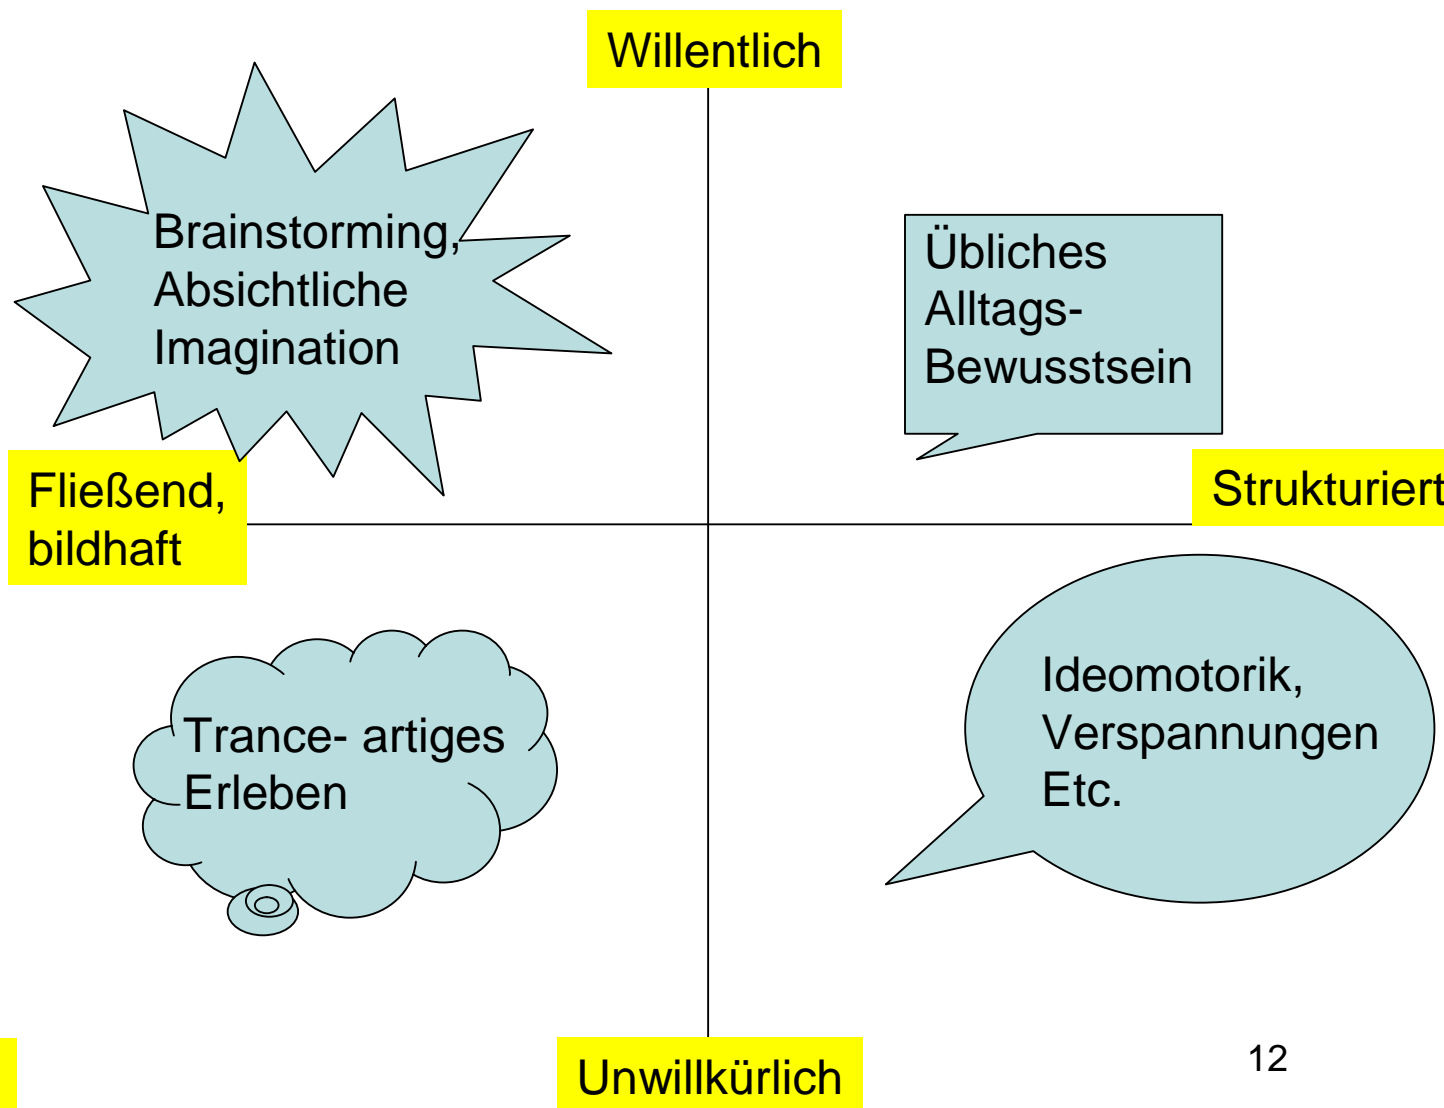 Willentlich
Brainstorming,
Absichtliche
Imagination
Übliches
Alltags-
Bewusstsein
Fließend,
bildhaft
Strukturiert
Trance- artiges
Erleben
Ideomotorik,
Verspannungen
Etc.
Unwillkürlich
12